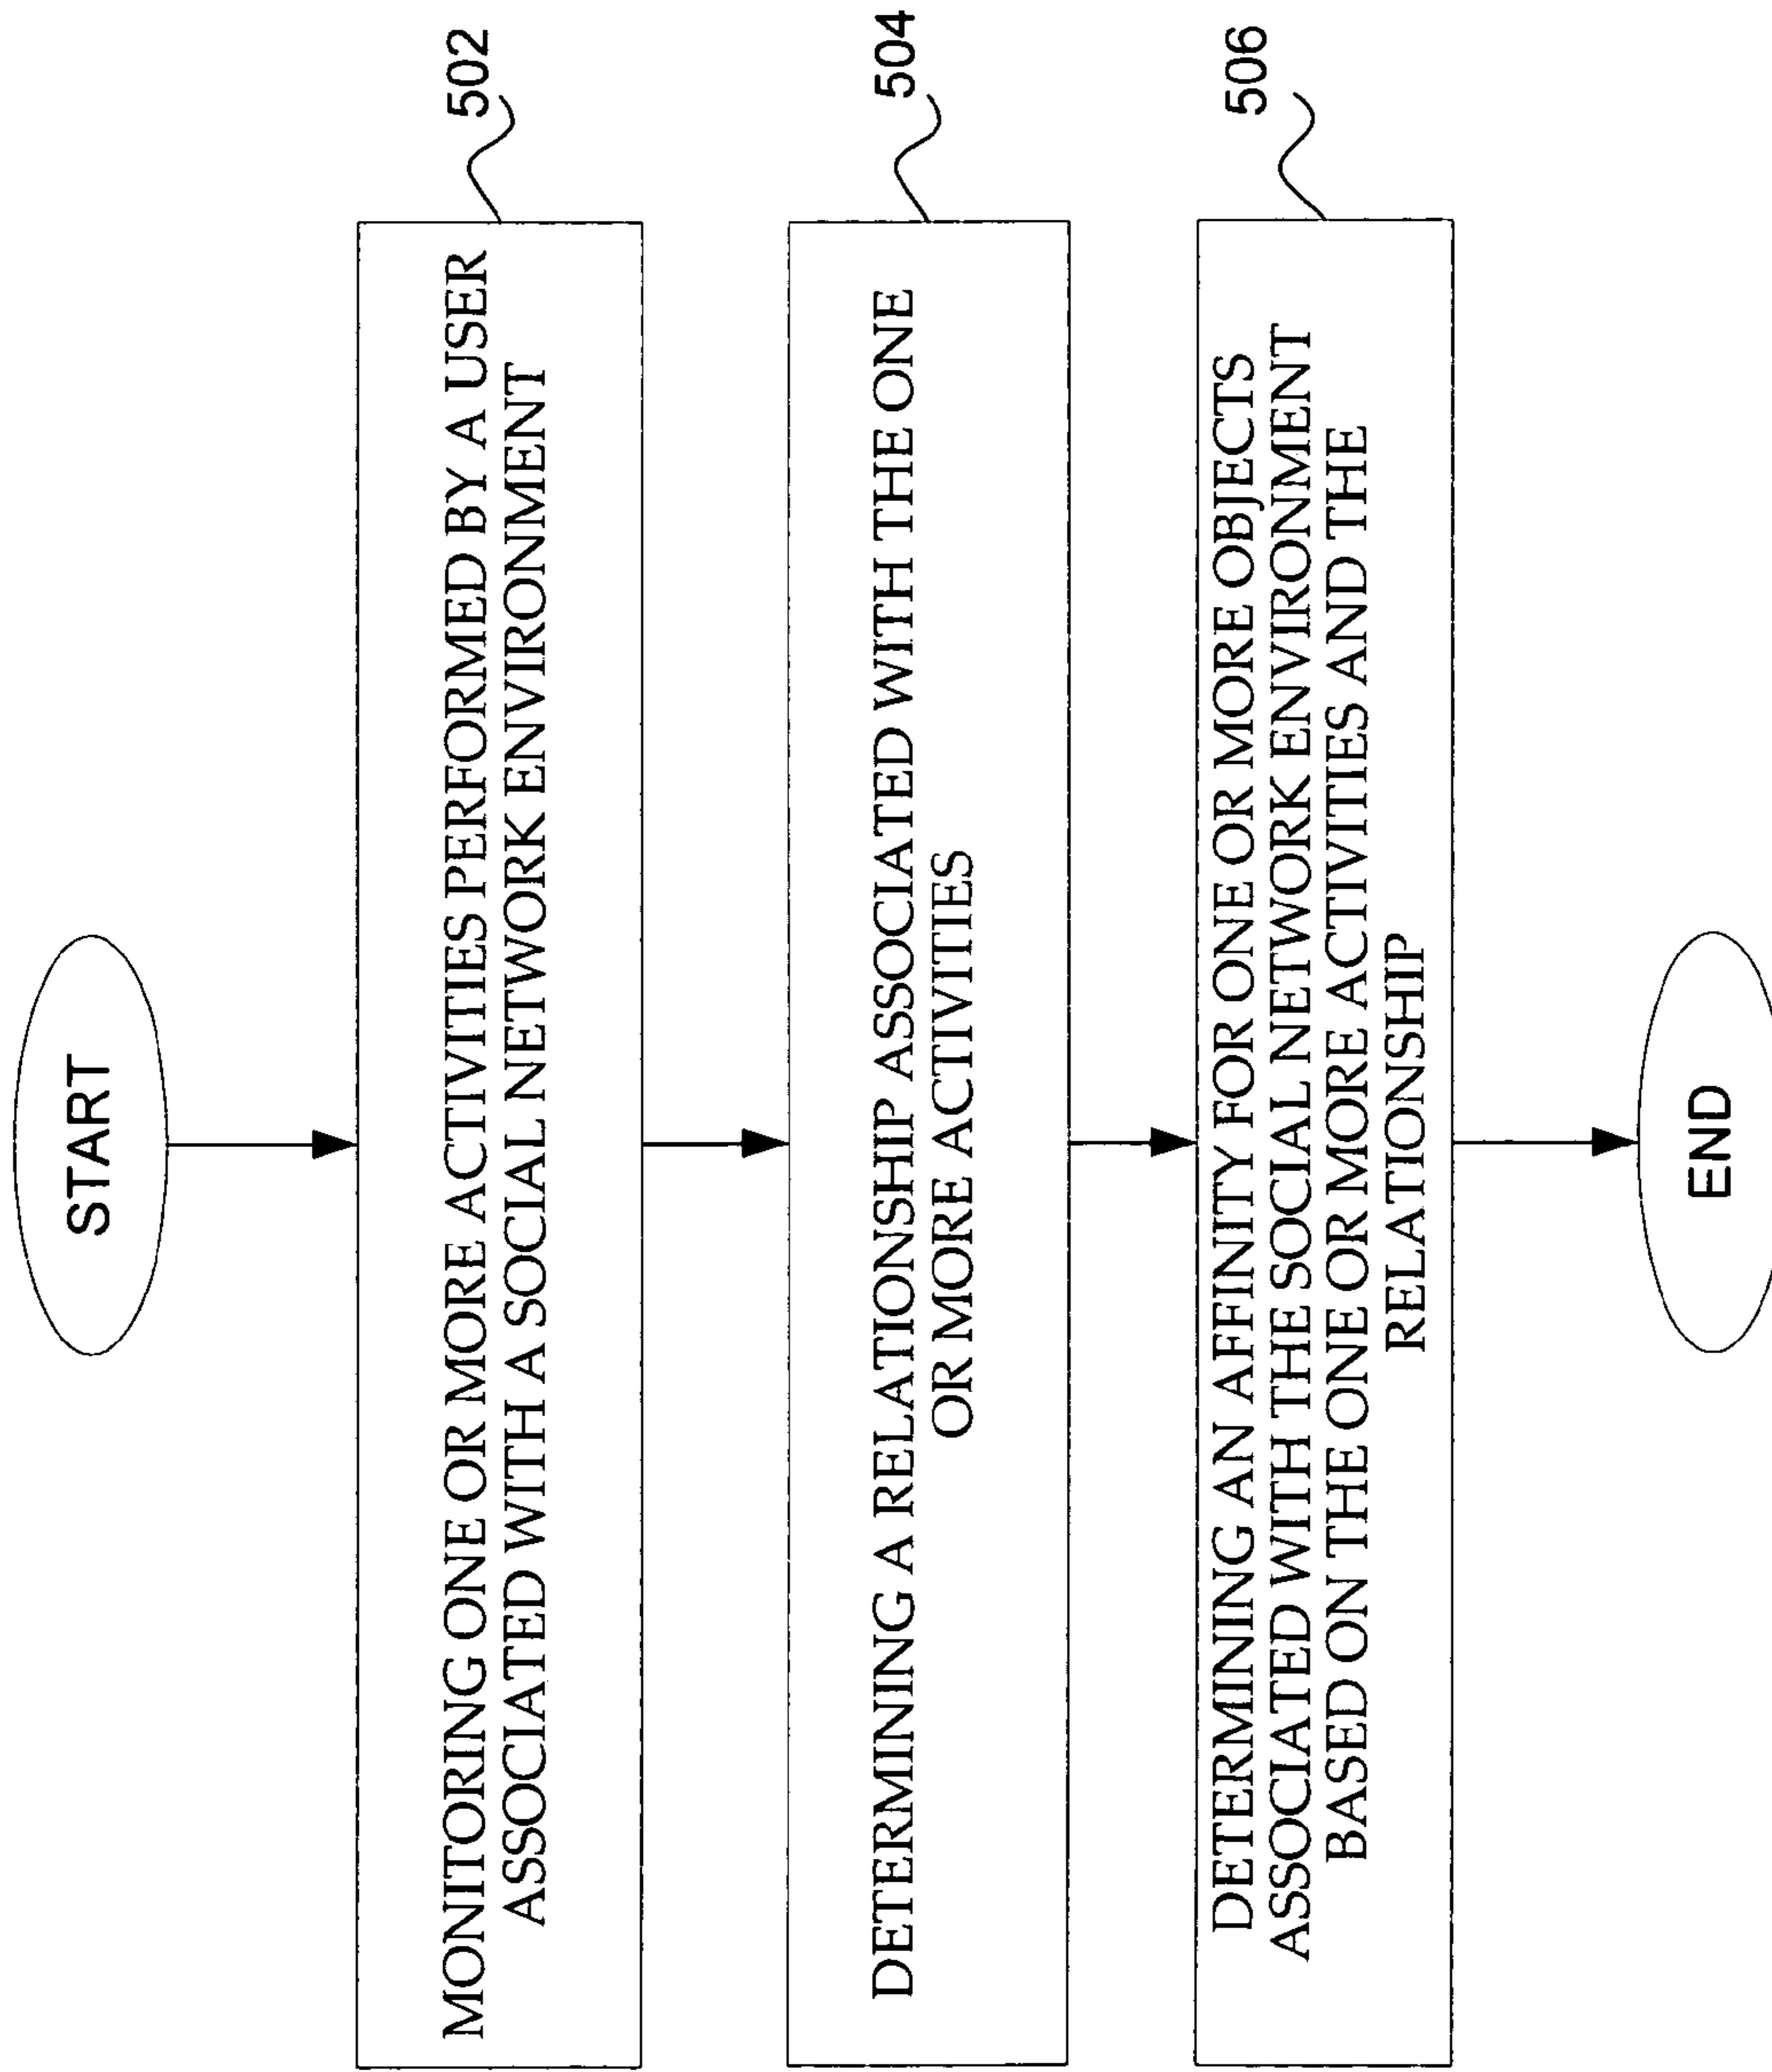 START
MONITORING ONE OR MORE ACTIVITIES PERFORMED BY A USER
ASSOCIATED WITH A SOCIAL NETWORK ENVIRONMENT
502
DETERMINING A RELATIONSHIP ASSOCIATED WITH THE ONE
OR MORE ACTIVITIES
504
DETERMINING AN AFFINITY FOR ONE OR MORE OBJECTS
ASSOCIATED WITH THE SOCIAL NETWORK ENVIRONMENT
BASED ON THE ONE OR MORE ACTIVITIES AND THE
RELATIONSHIP
506
END